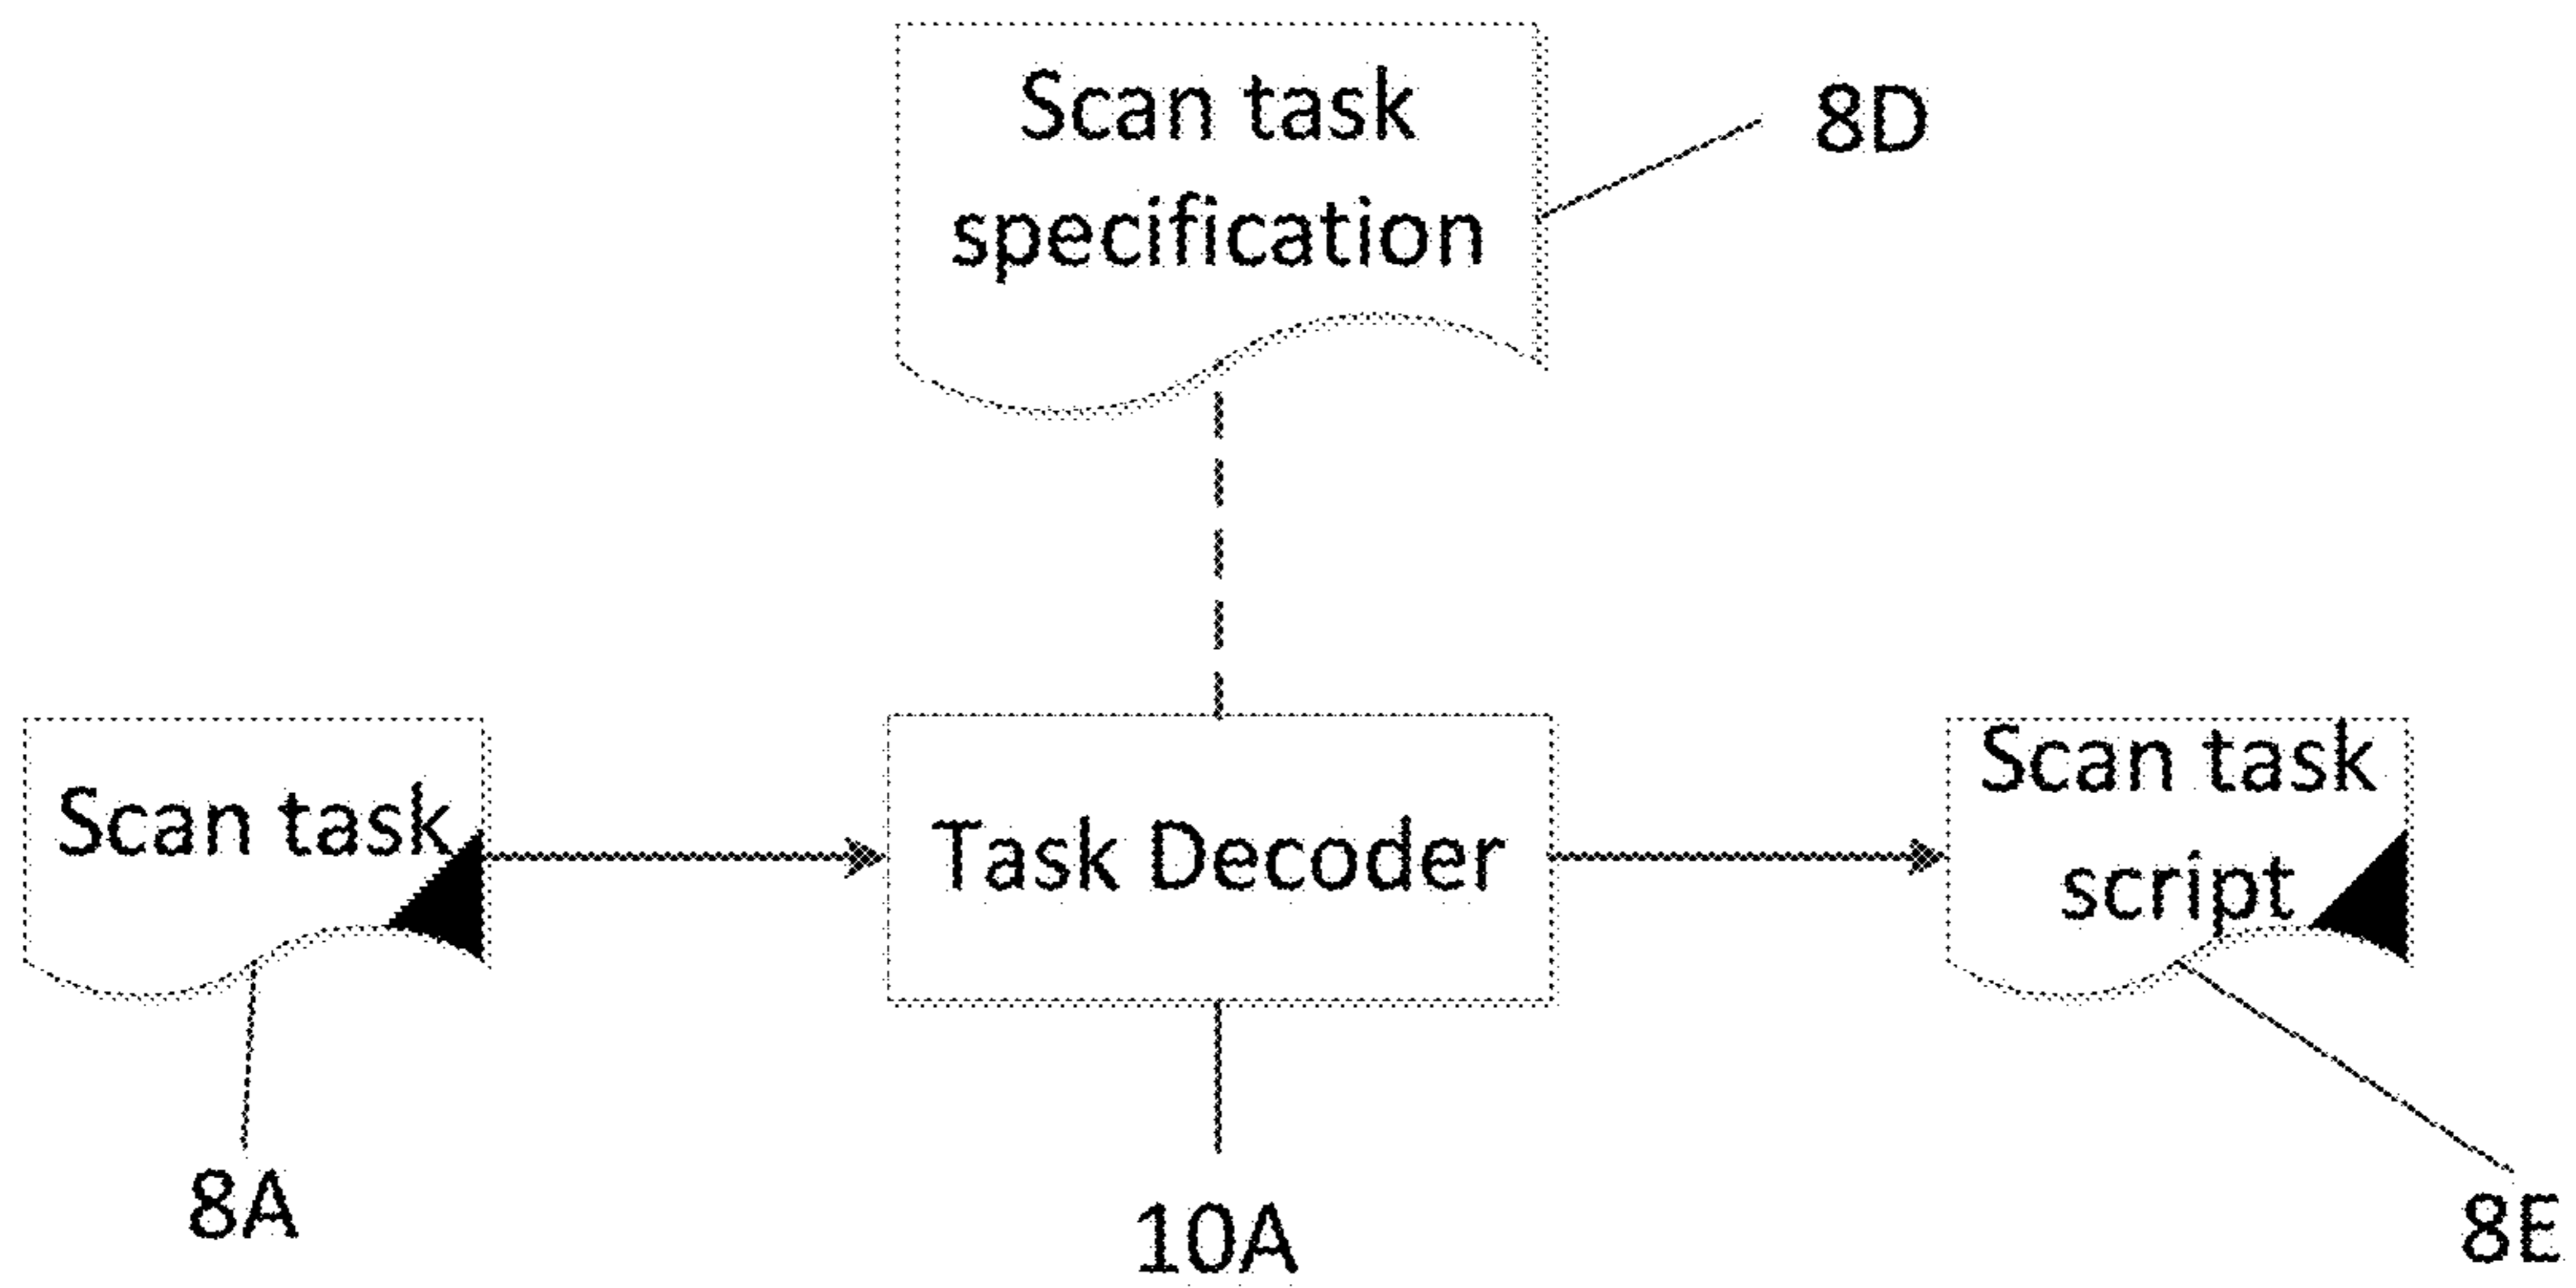 Scan task
specification
8D
Scan task
Task Decoder
Scan task
script
8A
10A
8E